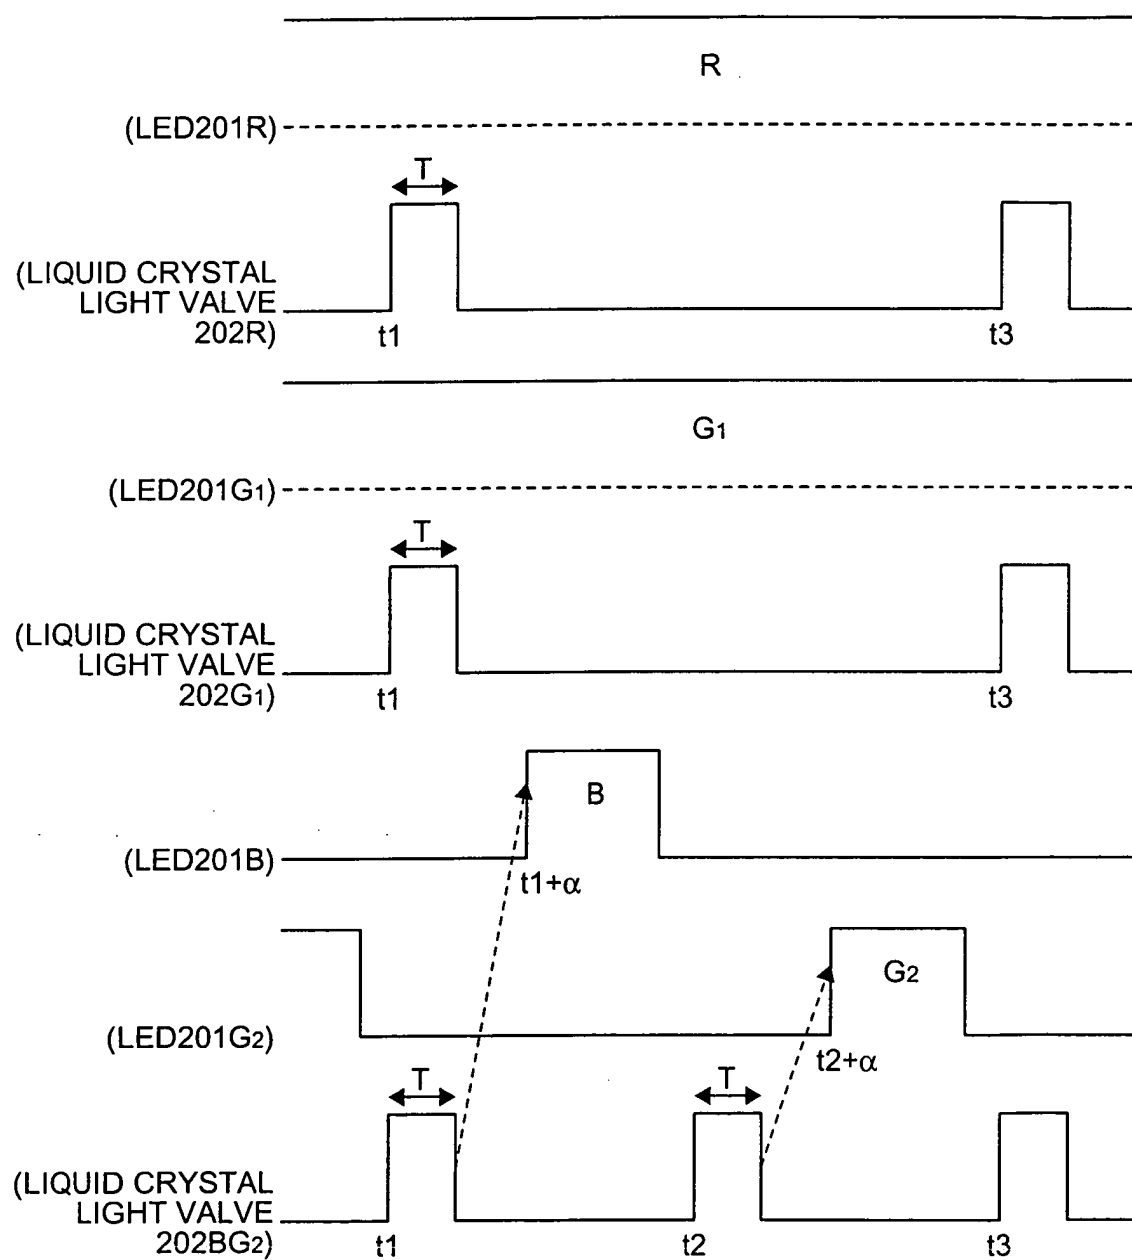 R
(LED201R)
T
(LIQUID CRYSTAL
LIGHT VALVE
202R)
t1
t3
G1
(LED201G1)
T
(LIQUID CRYSTAL
LIGHT VALVE
202G1)
t1
t3
B
(LED201B)
t1+α
G2
(LED201G2)
t2+α
T
T
(LIQUID CRYSTAL
LIGHT VALVE
202BG2)
t1
t2
t3